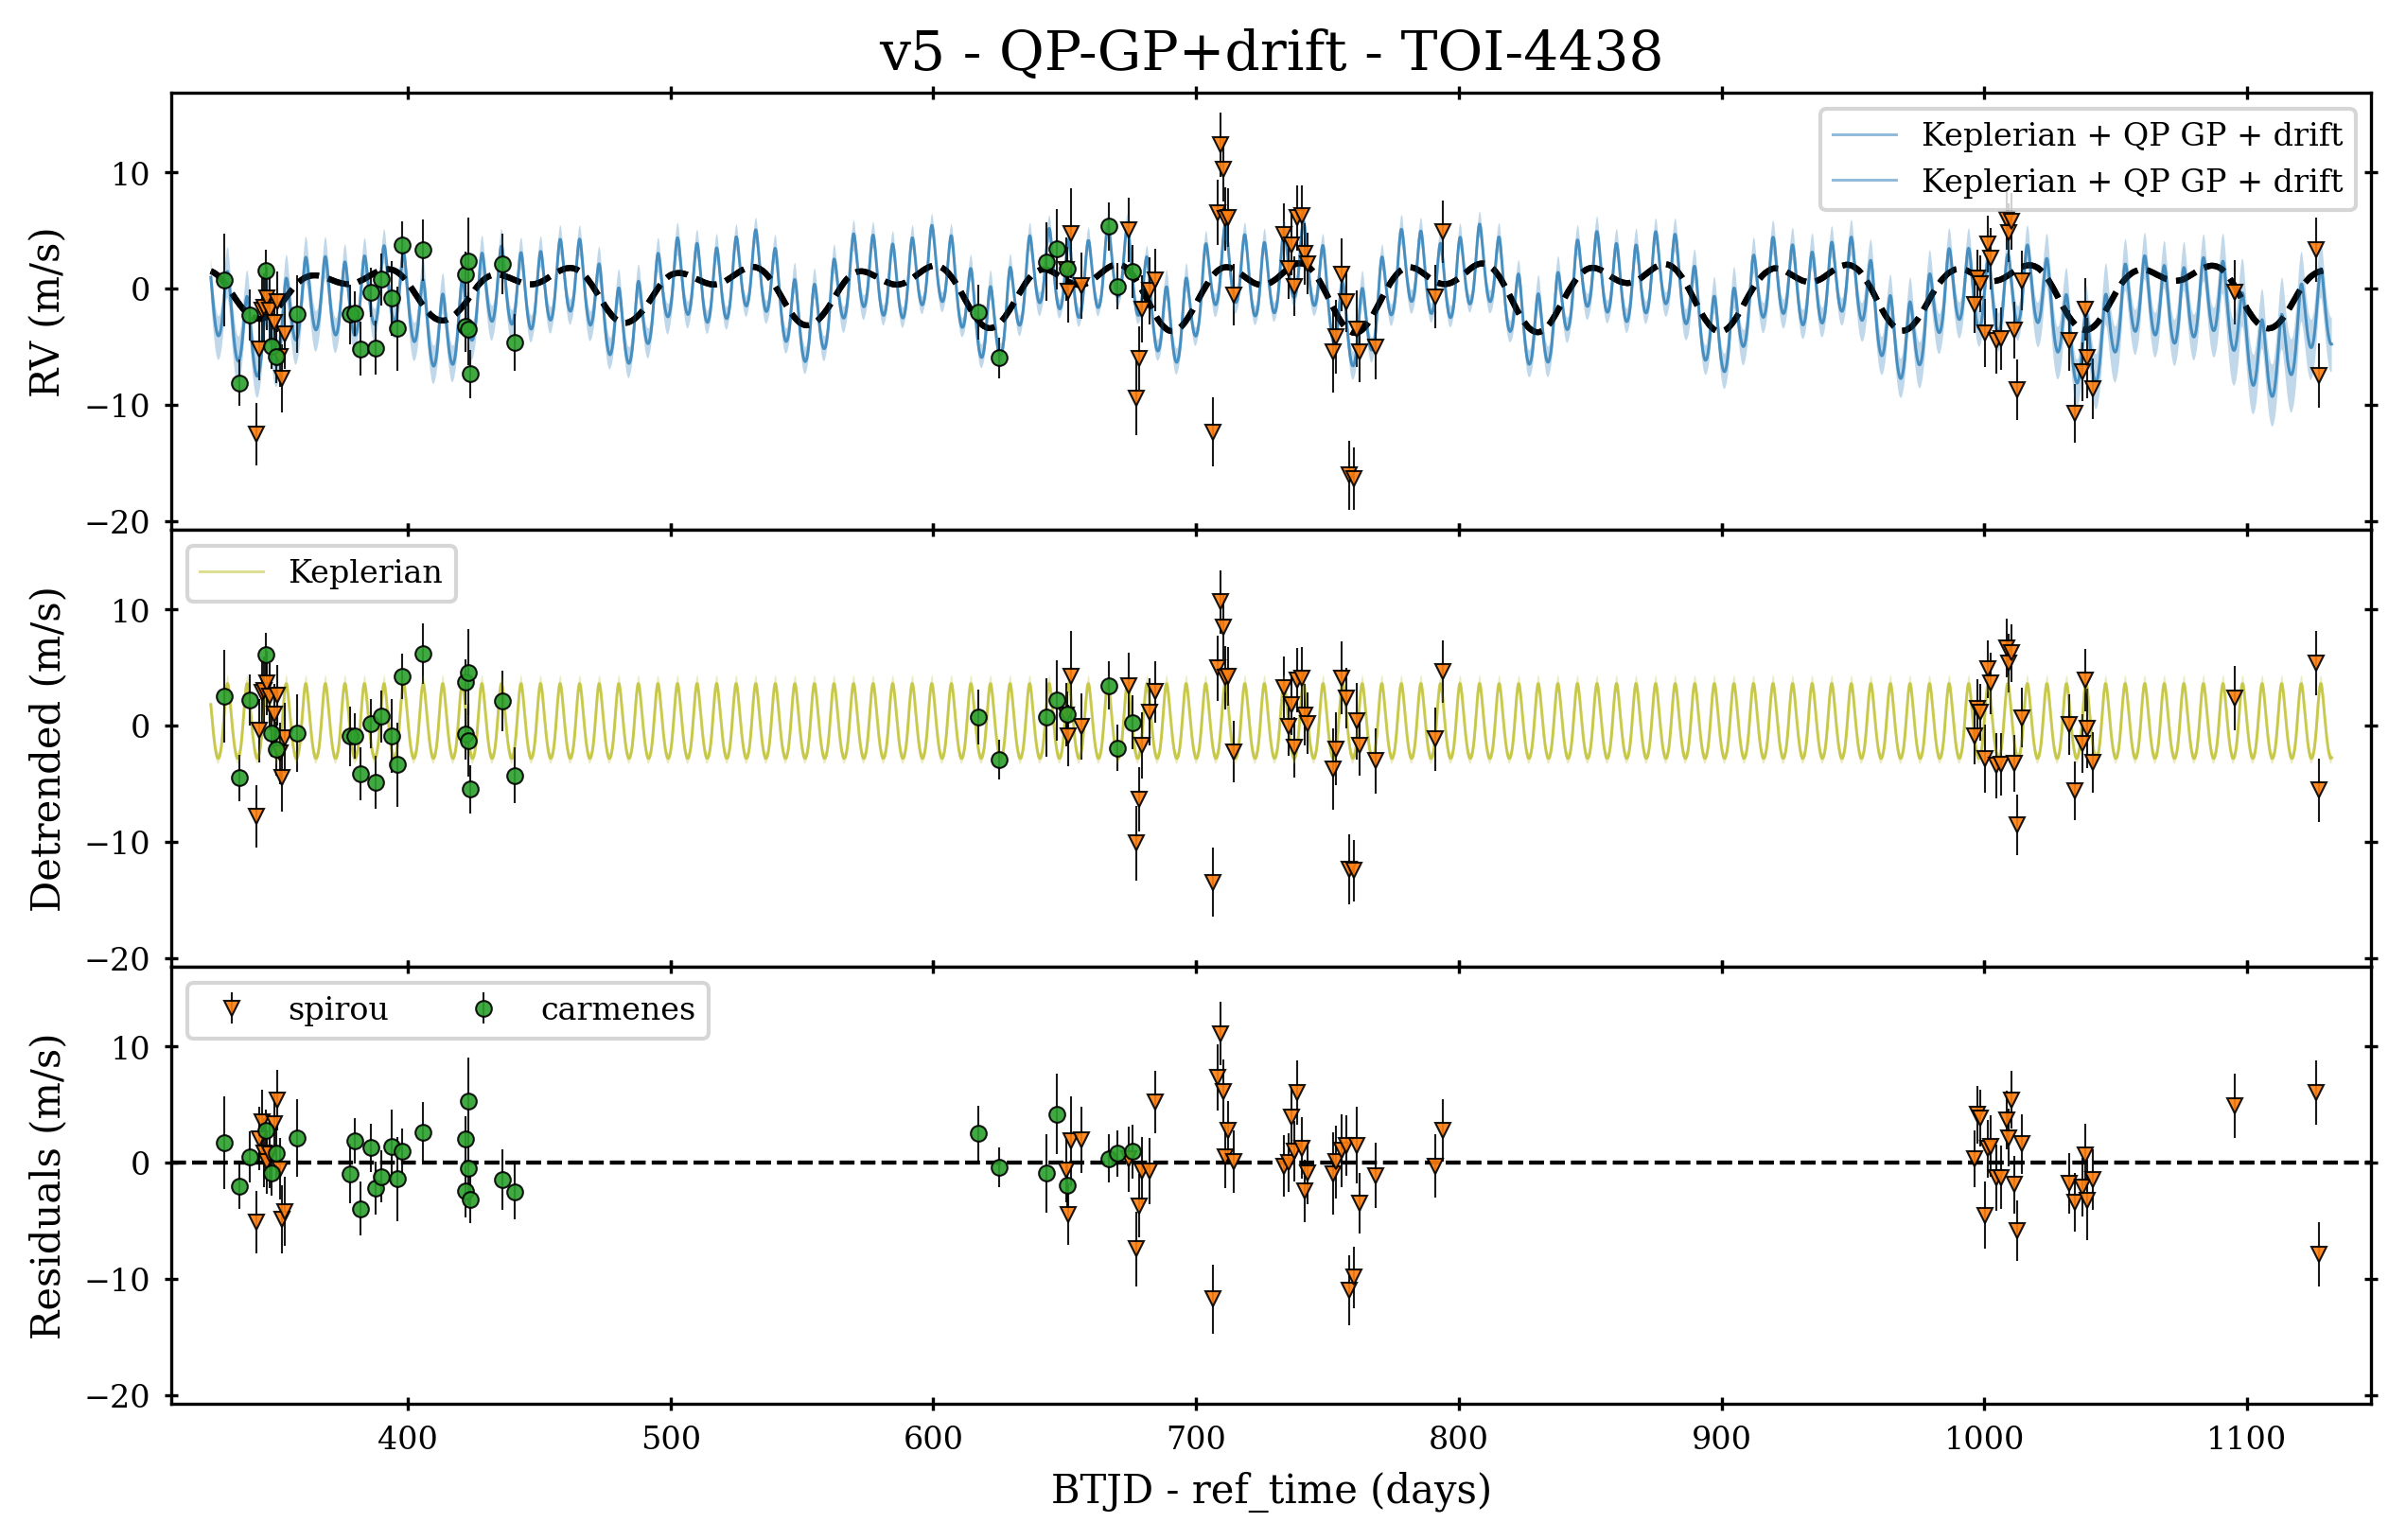 v5 - QP-GP+drift - TOI-4438
Keplerian + QP GP + drift
Keplerian + QP GP + drift
10
0
−10
−20
RV (m/s)
Keplerian
10
0
−10
−20
Detrended (m/s)
spirou carmenes
10
0
−10
−20
Residuals (m/s)
400 500 600 700 800 900 1000 1100
BTJD - ref_time (days)